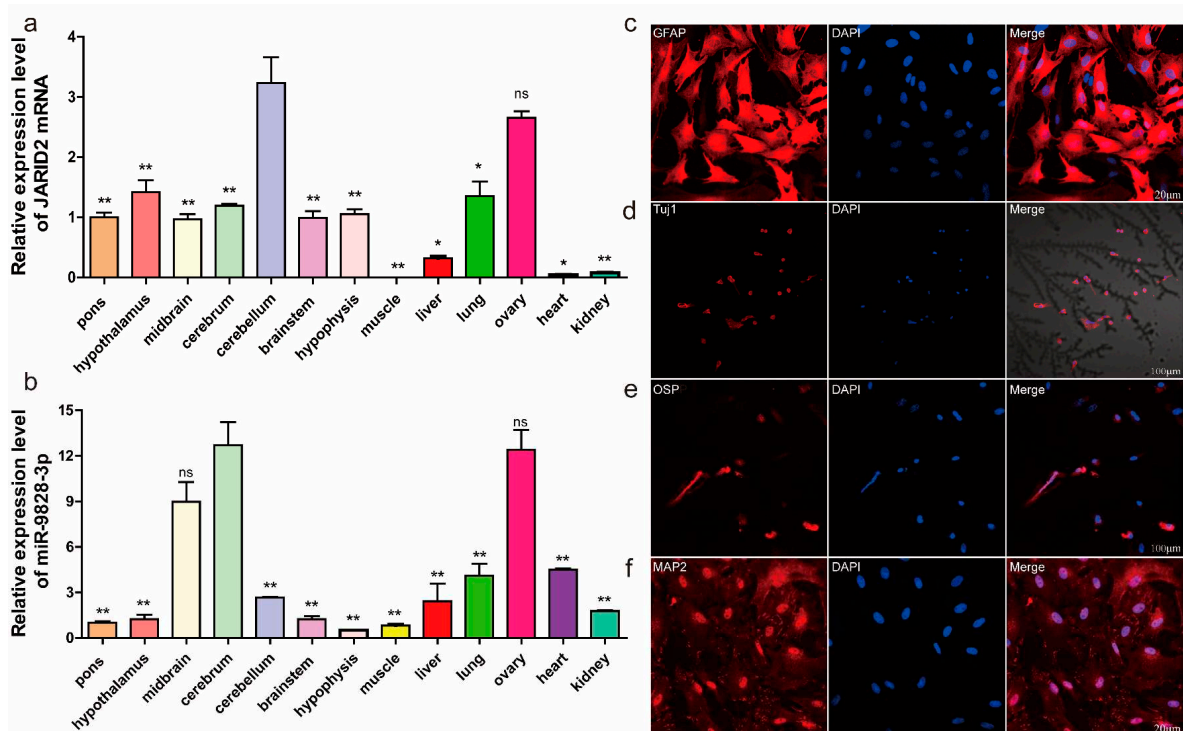 a
Relative expression level
of JARID2 mRNA
4
3
2
1
0
**
**
**
**
**
**
**
*
*
ns
*
**
pons
hypothalamus
midbrain
cerebrum
cerebellum
brainstem
hypophysis
muscle
liver
lung
ovary
heart
kidney
b
Relative expression level
of miR-9828-3p
15
12
9
6
3
0
**
**
ns
**
**
**
**
**
**
ns
**
**
pons
hypothalamus
midbrain
cerebrum
cerebellum
brainstem
hypophysis
muscle
liver
lung
ovary
heart
kidney
c
GFAP
DAPI
Merge
20μm
d
Tuj1
DAPI
Merge
100μm
e
OSP
DAPI
Merge
100μm
f
MAP2
DAPI
Merge
20μm